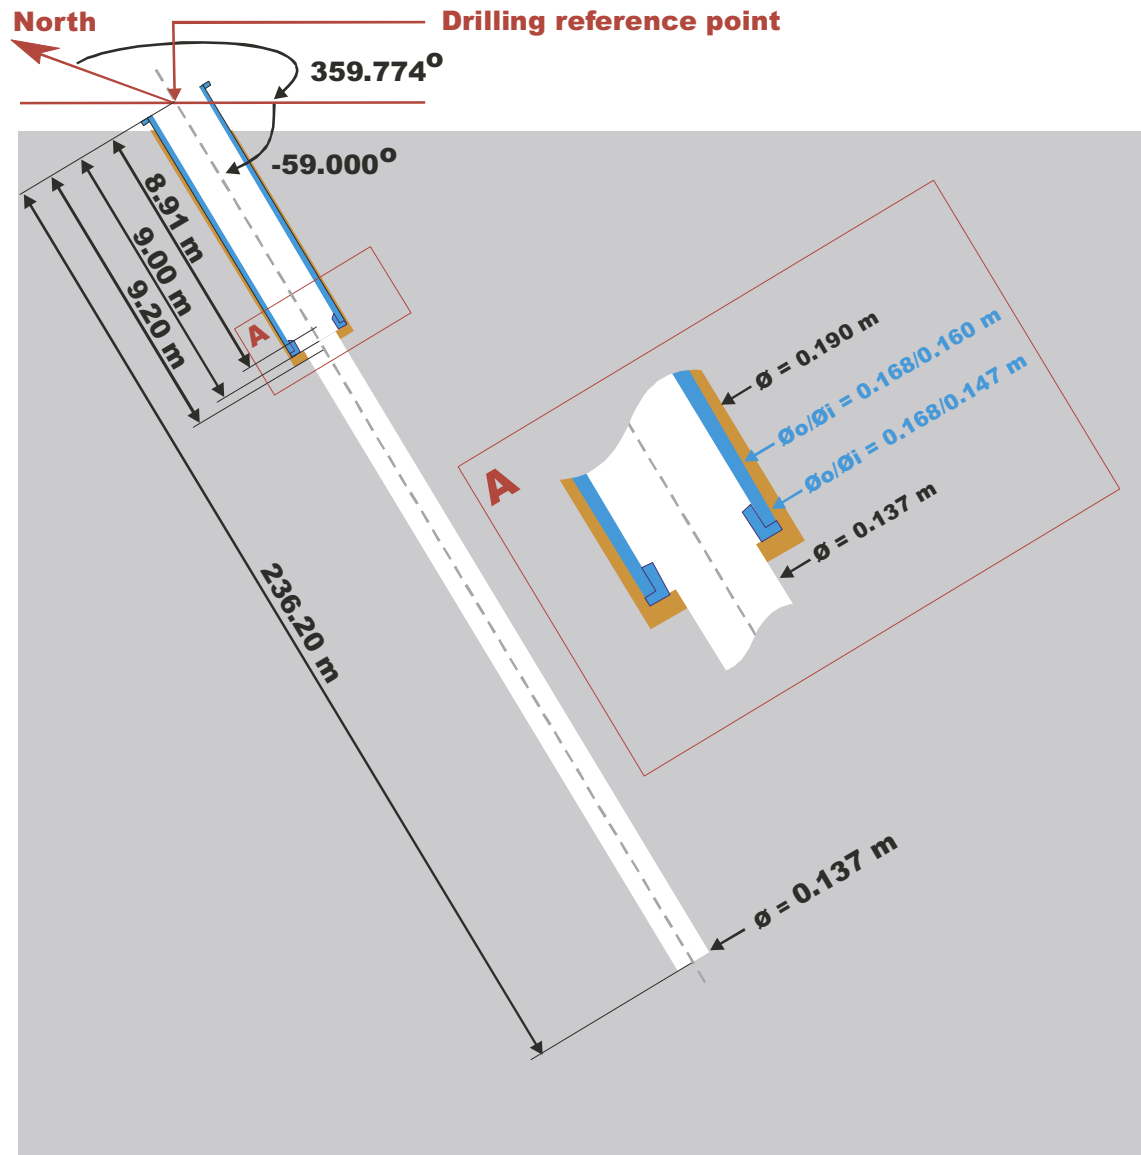 North
Drilling reference point
359.774°
-59.000°
8.91 m
9.00 m
9.20 m
236.20 m
A
A
ø = 0.190 m
Øo/Øi = 0.168/0.160 m
Øo/Øi = 0.168/0.147 m
ø = 0.137 m
ø = 0.137 m